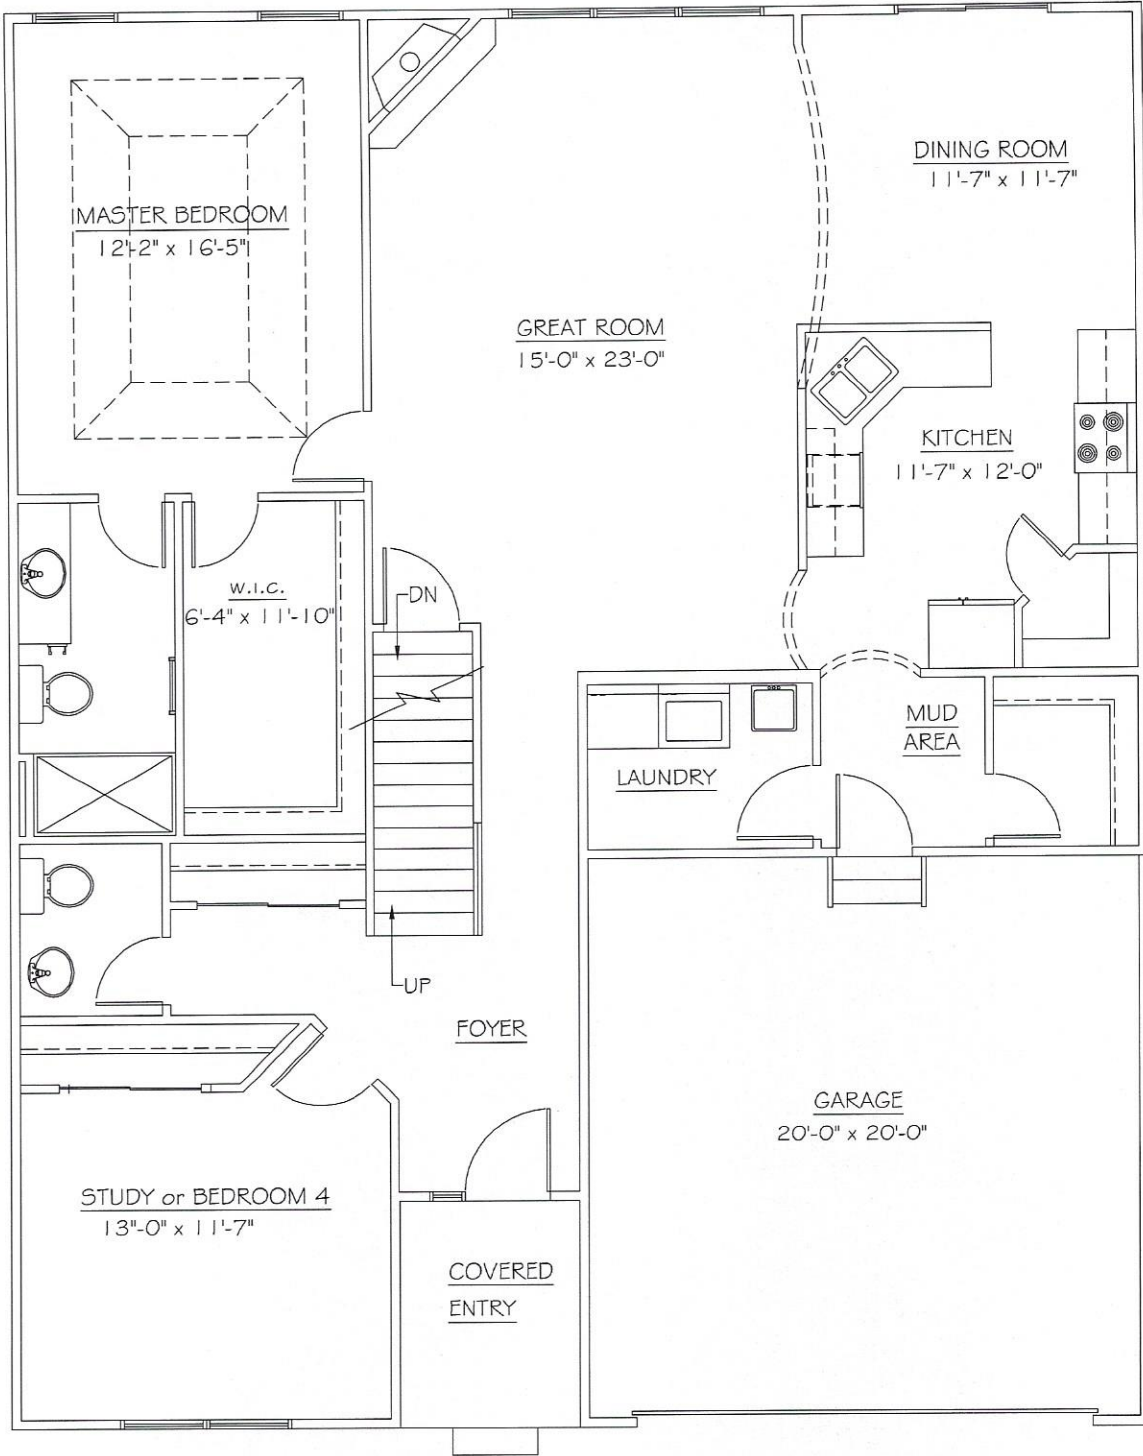 DINING ROOM
11'-7" x 11'-7"
MASTER BEDROOM
12'-2" x 16'-5"
GREAT ROOM
15'-0" x 23'-0"
KITCHEN
11'-7" x 12'-0"
W.I.C.
6'-4" x 11'-10"
DN
MUD
AREA
LAUNDRY
UP
FOYER
GARAGE
20'-0" x 20'-0"
STUDY or BEDROOM 4
13"-0" x 11'-7"
COVERED
ENTRY